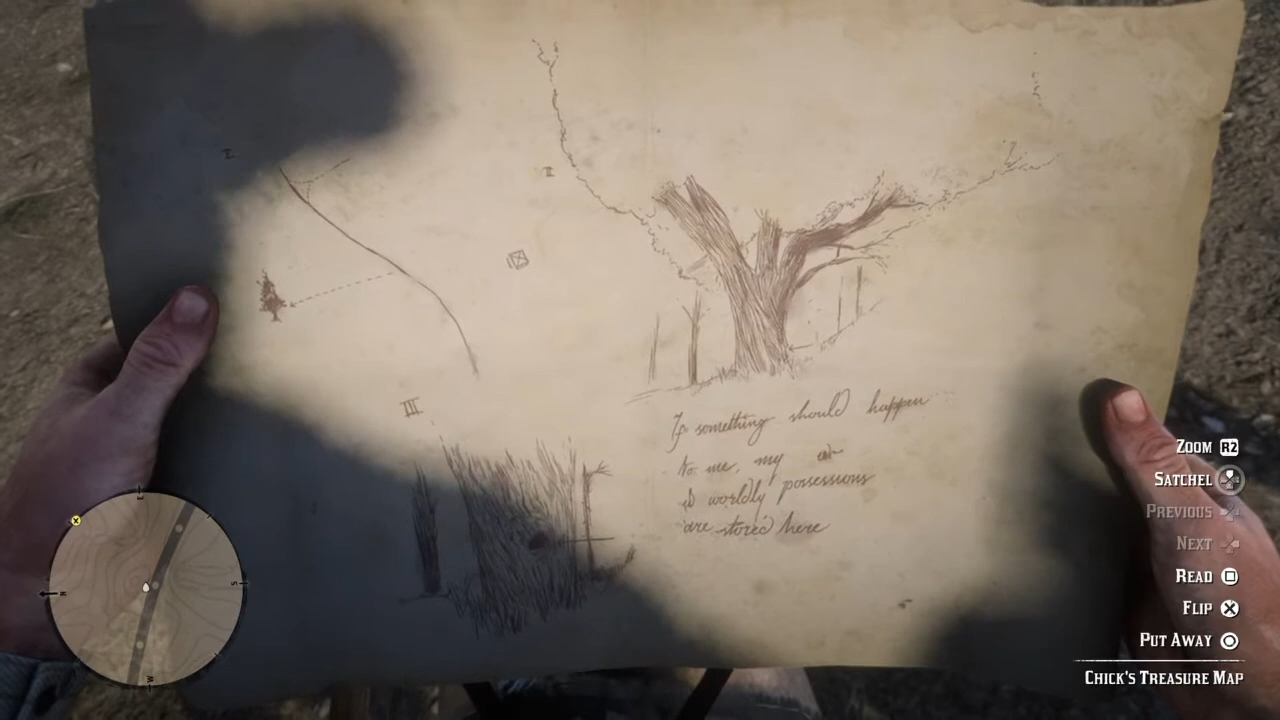 III
If something should happen
to me, my
worldly possessions
are stored here
ZOOM R2
SATCHEL
PREVIOUS
NEXT
READ
FLIP
PUT AWAY
CHICK'S TREASURE MAP